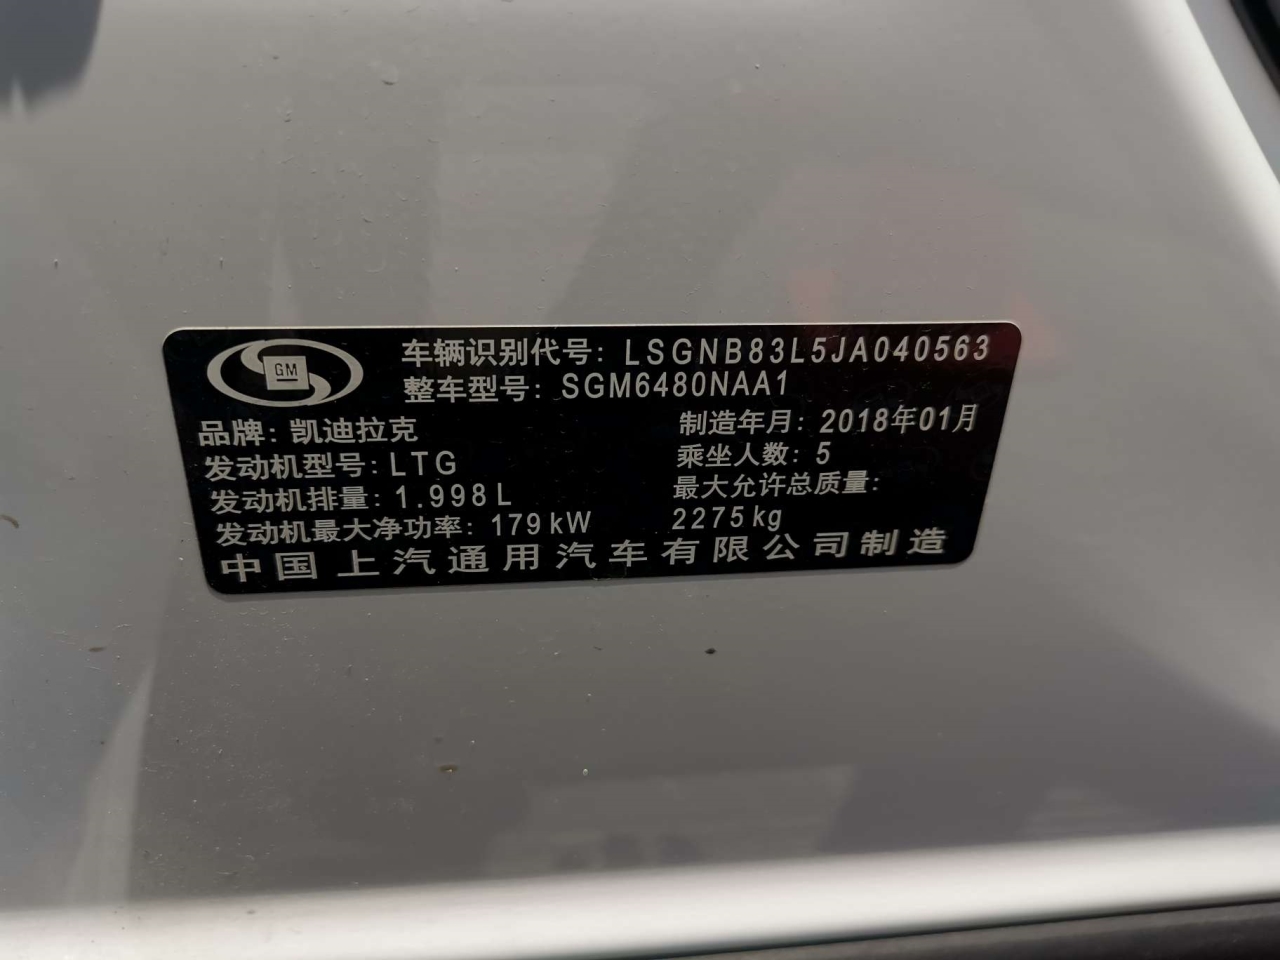 GM
车辆识别代号: LSGNB83L5JA040563
整车型号: SGM6480NAA1
品牌: 凯迪拉克
制造年月: 2018年01月
发动机型号: LTG
乘坐人数: 5
发动机排量: 1.998L
最大允许总质量:
发动机最大净功率: 179kW
2275kg
中国上汽通用汽车有限公司制造